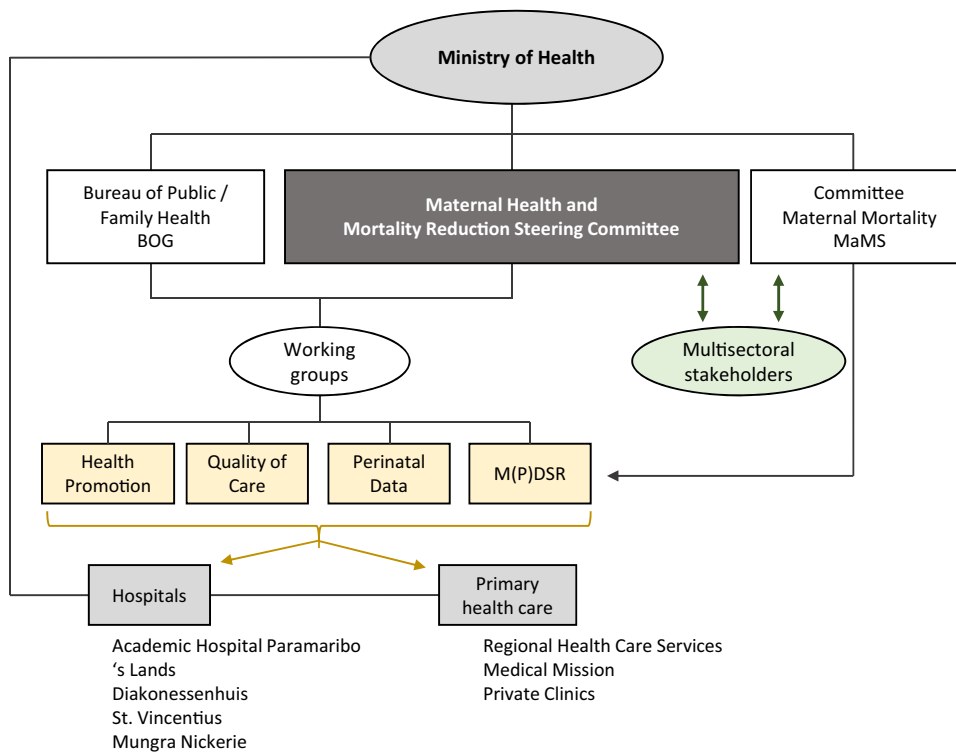 Ministry of Health
Bureau of Public /
Family Health
BOG
Maternal Health and
Mortality Reduction Steering Committee
Committee
Maternal Mortality
MaMS
Working
groups
Multisectoral
stakeholders
Health
Promotion
Quality of
Care
Perinatal
Data
M(P)DSR
Hospitals
Primary
health care
Academic Hospital Paramaribo
‘s Lands
Diakonessenhuis
St. Vincentius
Mungra Nickerie
Regional Health Care Services
Medical Mission
Private Clinics